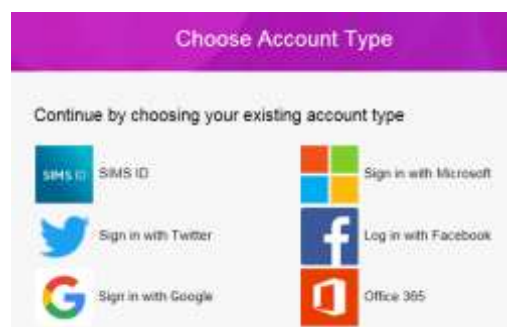 Choose Account Type
Continue by choosing your existing account type
SIMS ID SIMS ID
Sign in with Microsoft
Sign in with Twitter
f Log in with Facebook
G Sign in with Google
Office 365